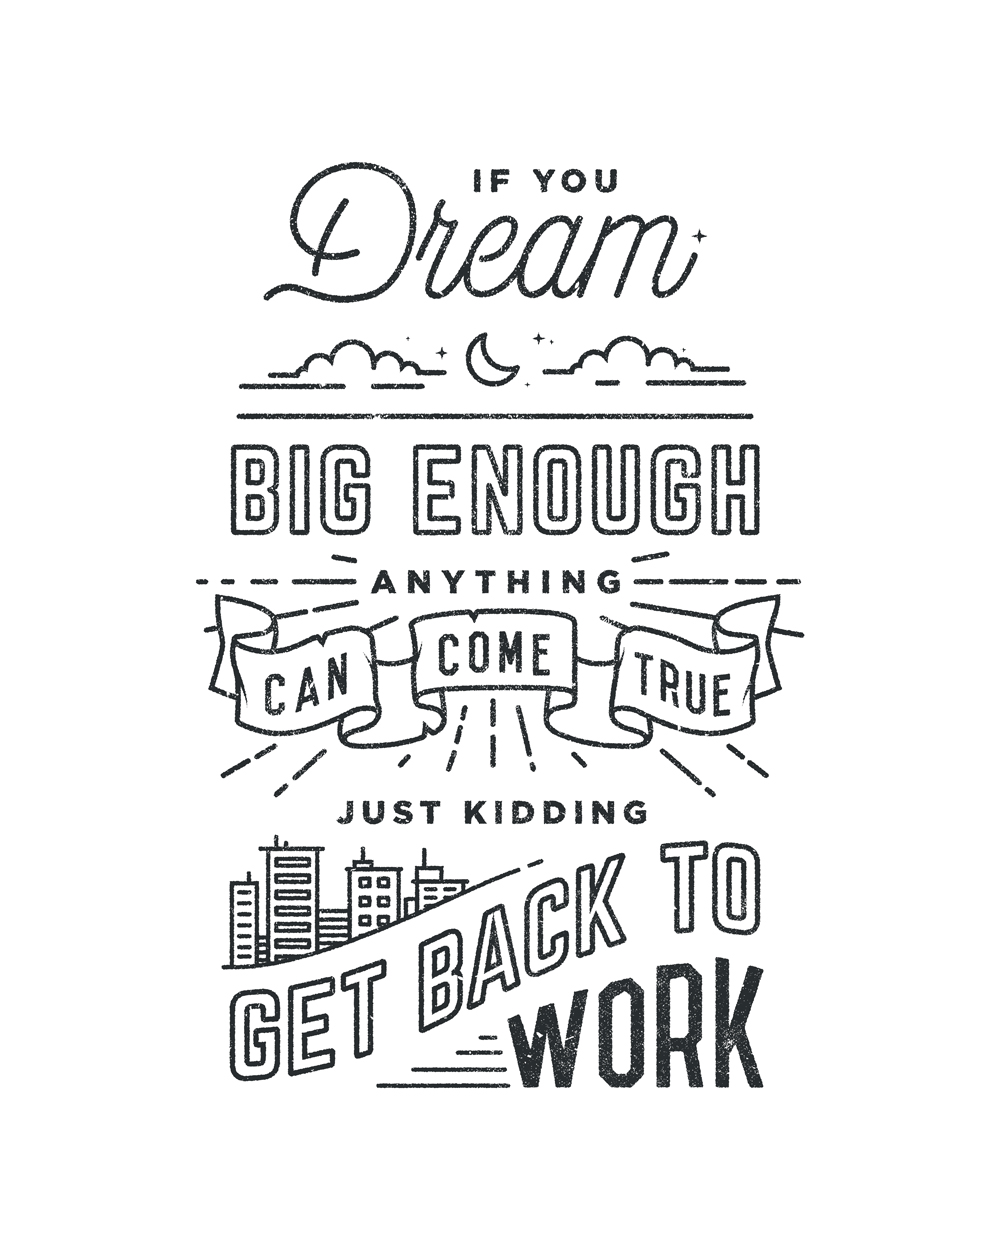 IF YOU
Dream
BIG ENOUGH
ANYTHING
CAN COME TRUE
JUST KIDDING
GET BACK TO
WORK